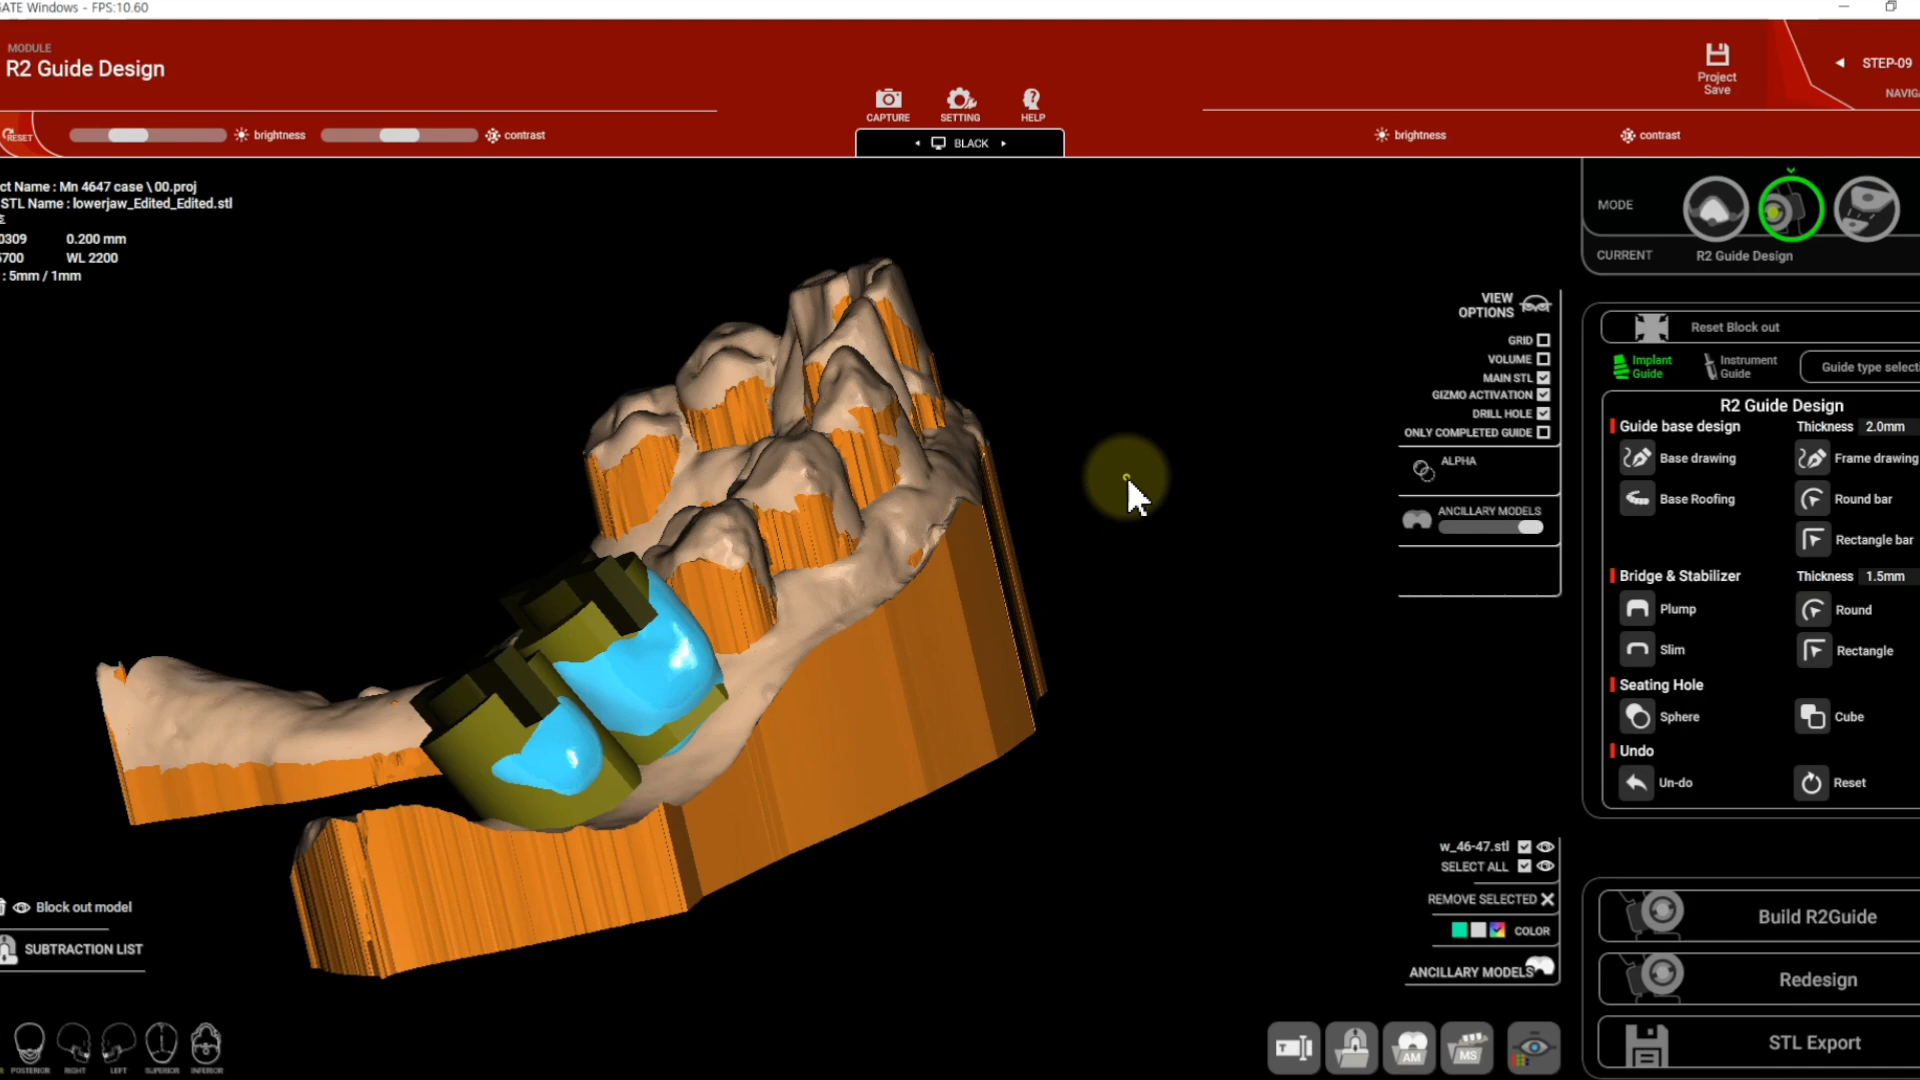 GATE Windows - FPS:10.60
MODULE
R2 Guide Design
RESET
brightness
contrast
CAPTURE
SETTING
HELP
BLACK
brightness
contrast
Project
Save
STEP-09
NAVIGA
ct Name : Mn 4647 case \ 00.proj
STL Name : lowerjaw_Edited_Edited.stl
0309 0.200 mm
5700 WL 2200
: 5mm / 1mm
MODE
CURRENT R2 Guide Design
VIEW
OPTIONS
GRID
VOLUME
MAIN STL
GIZMO ACTIVATION
DRILL HOLE
ONLY COMPLETED GUIDE
ALPHA
ANCILLARY MODELS
Reset Block out
Implant
Guide
Instrument
Guide
Guide type selecti
R2 Guide Design
Guide base design Thickness 2.0mm
Base drawing Frame drawing
Base Roofing Round bar
Rectangle bar
Bridge & Stabilizer Thickness 1.5mm
Plump Round
Slim Rectangle
Seating Hole
Sphere Cube
Undo
Un-do Reset
w_46-47.stl
SELECT ALL
REMOVE SELECTED
COLOR
ANCILLARY MODELS
Block out model
SUBTRACTION LIST
Build R2Guide
Redesign
STL Export
POSTERIOR RIGHT LEFT SUPERIOR INFERIOR
T
AM
MS